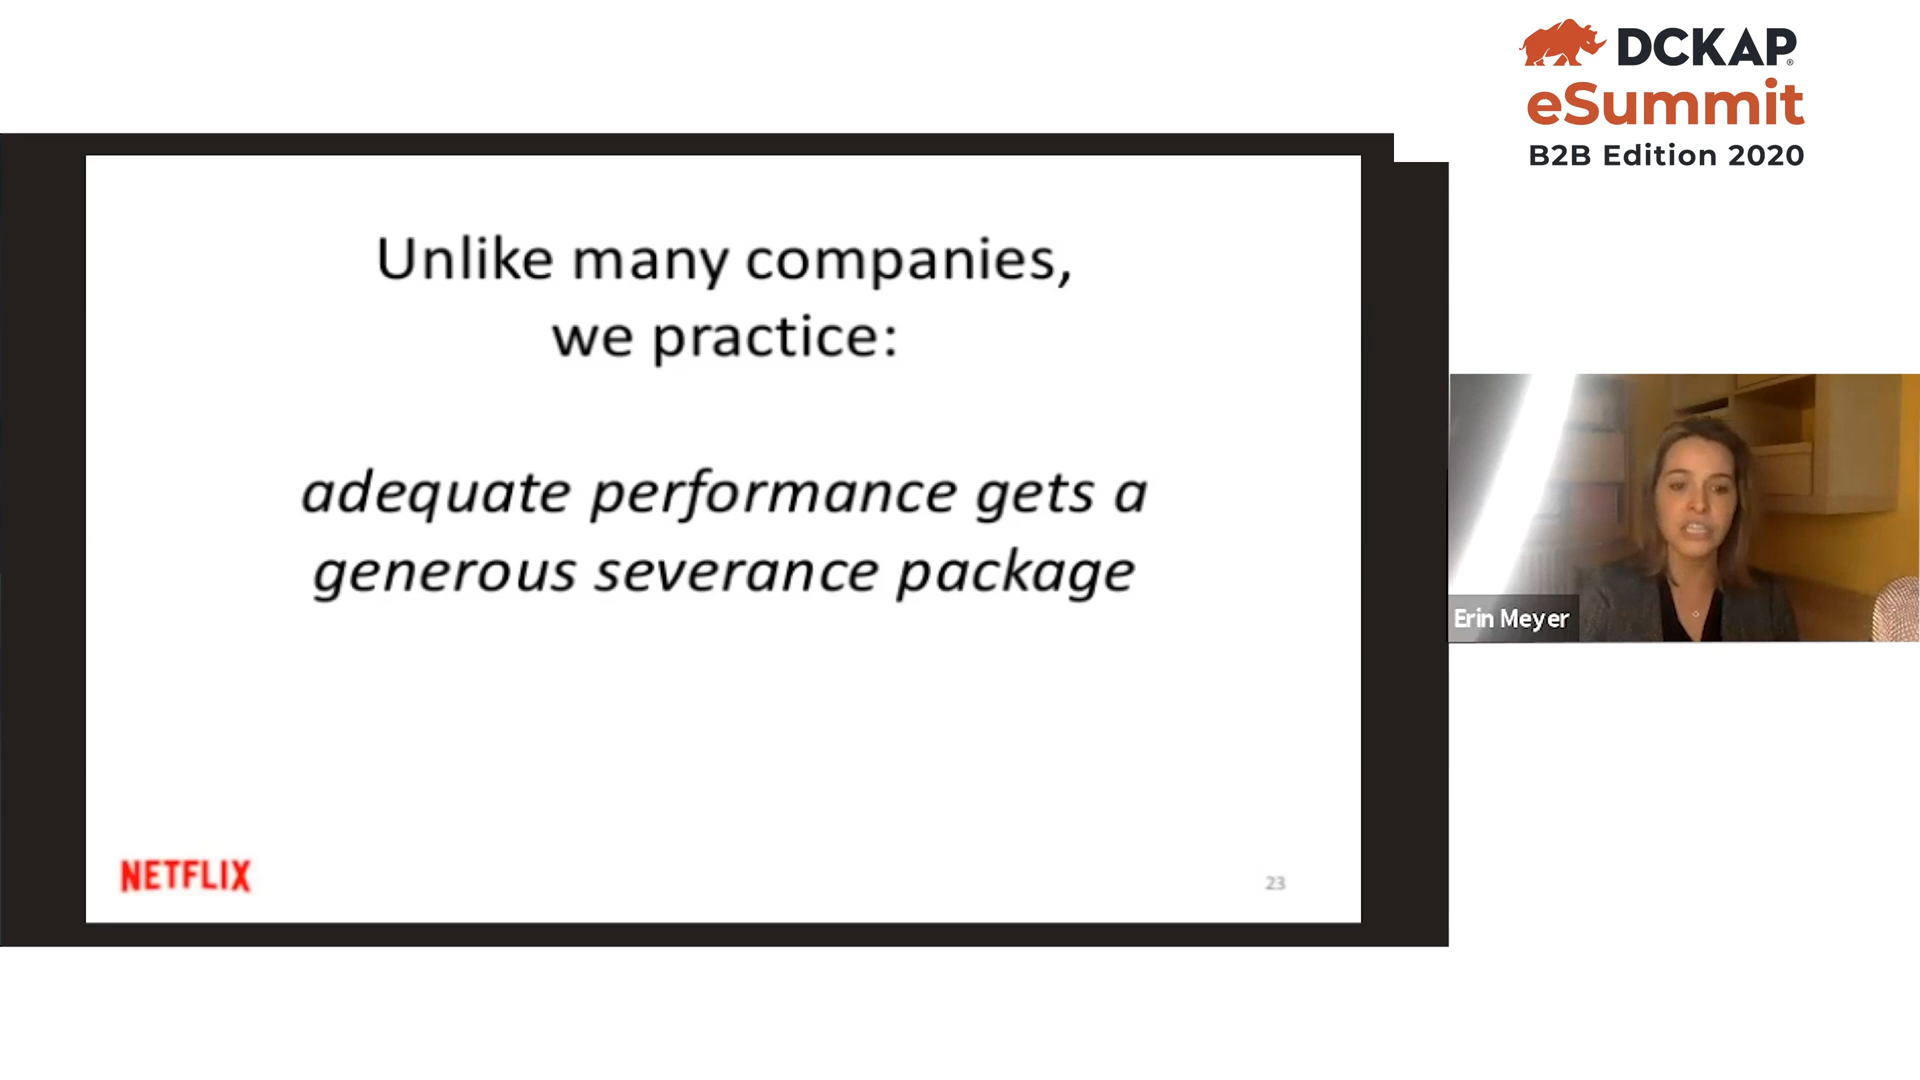 DCKAP®
eSummit
B2B Edition 2020
Unlike many companies,
we practice:
adequate performance gets a
generous severance package
NETFLIX
23
Erin Meyer